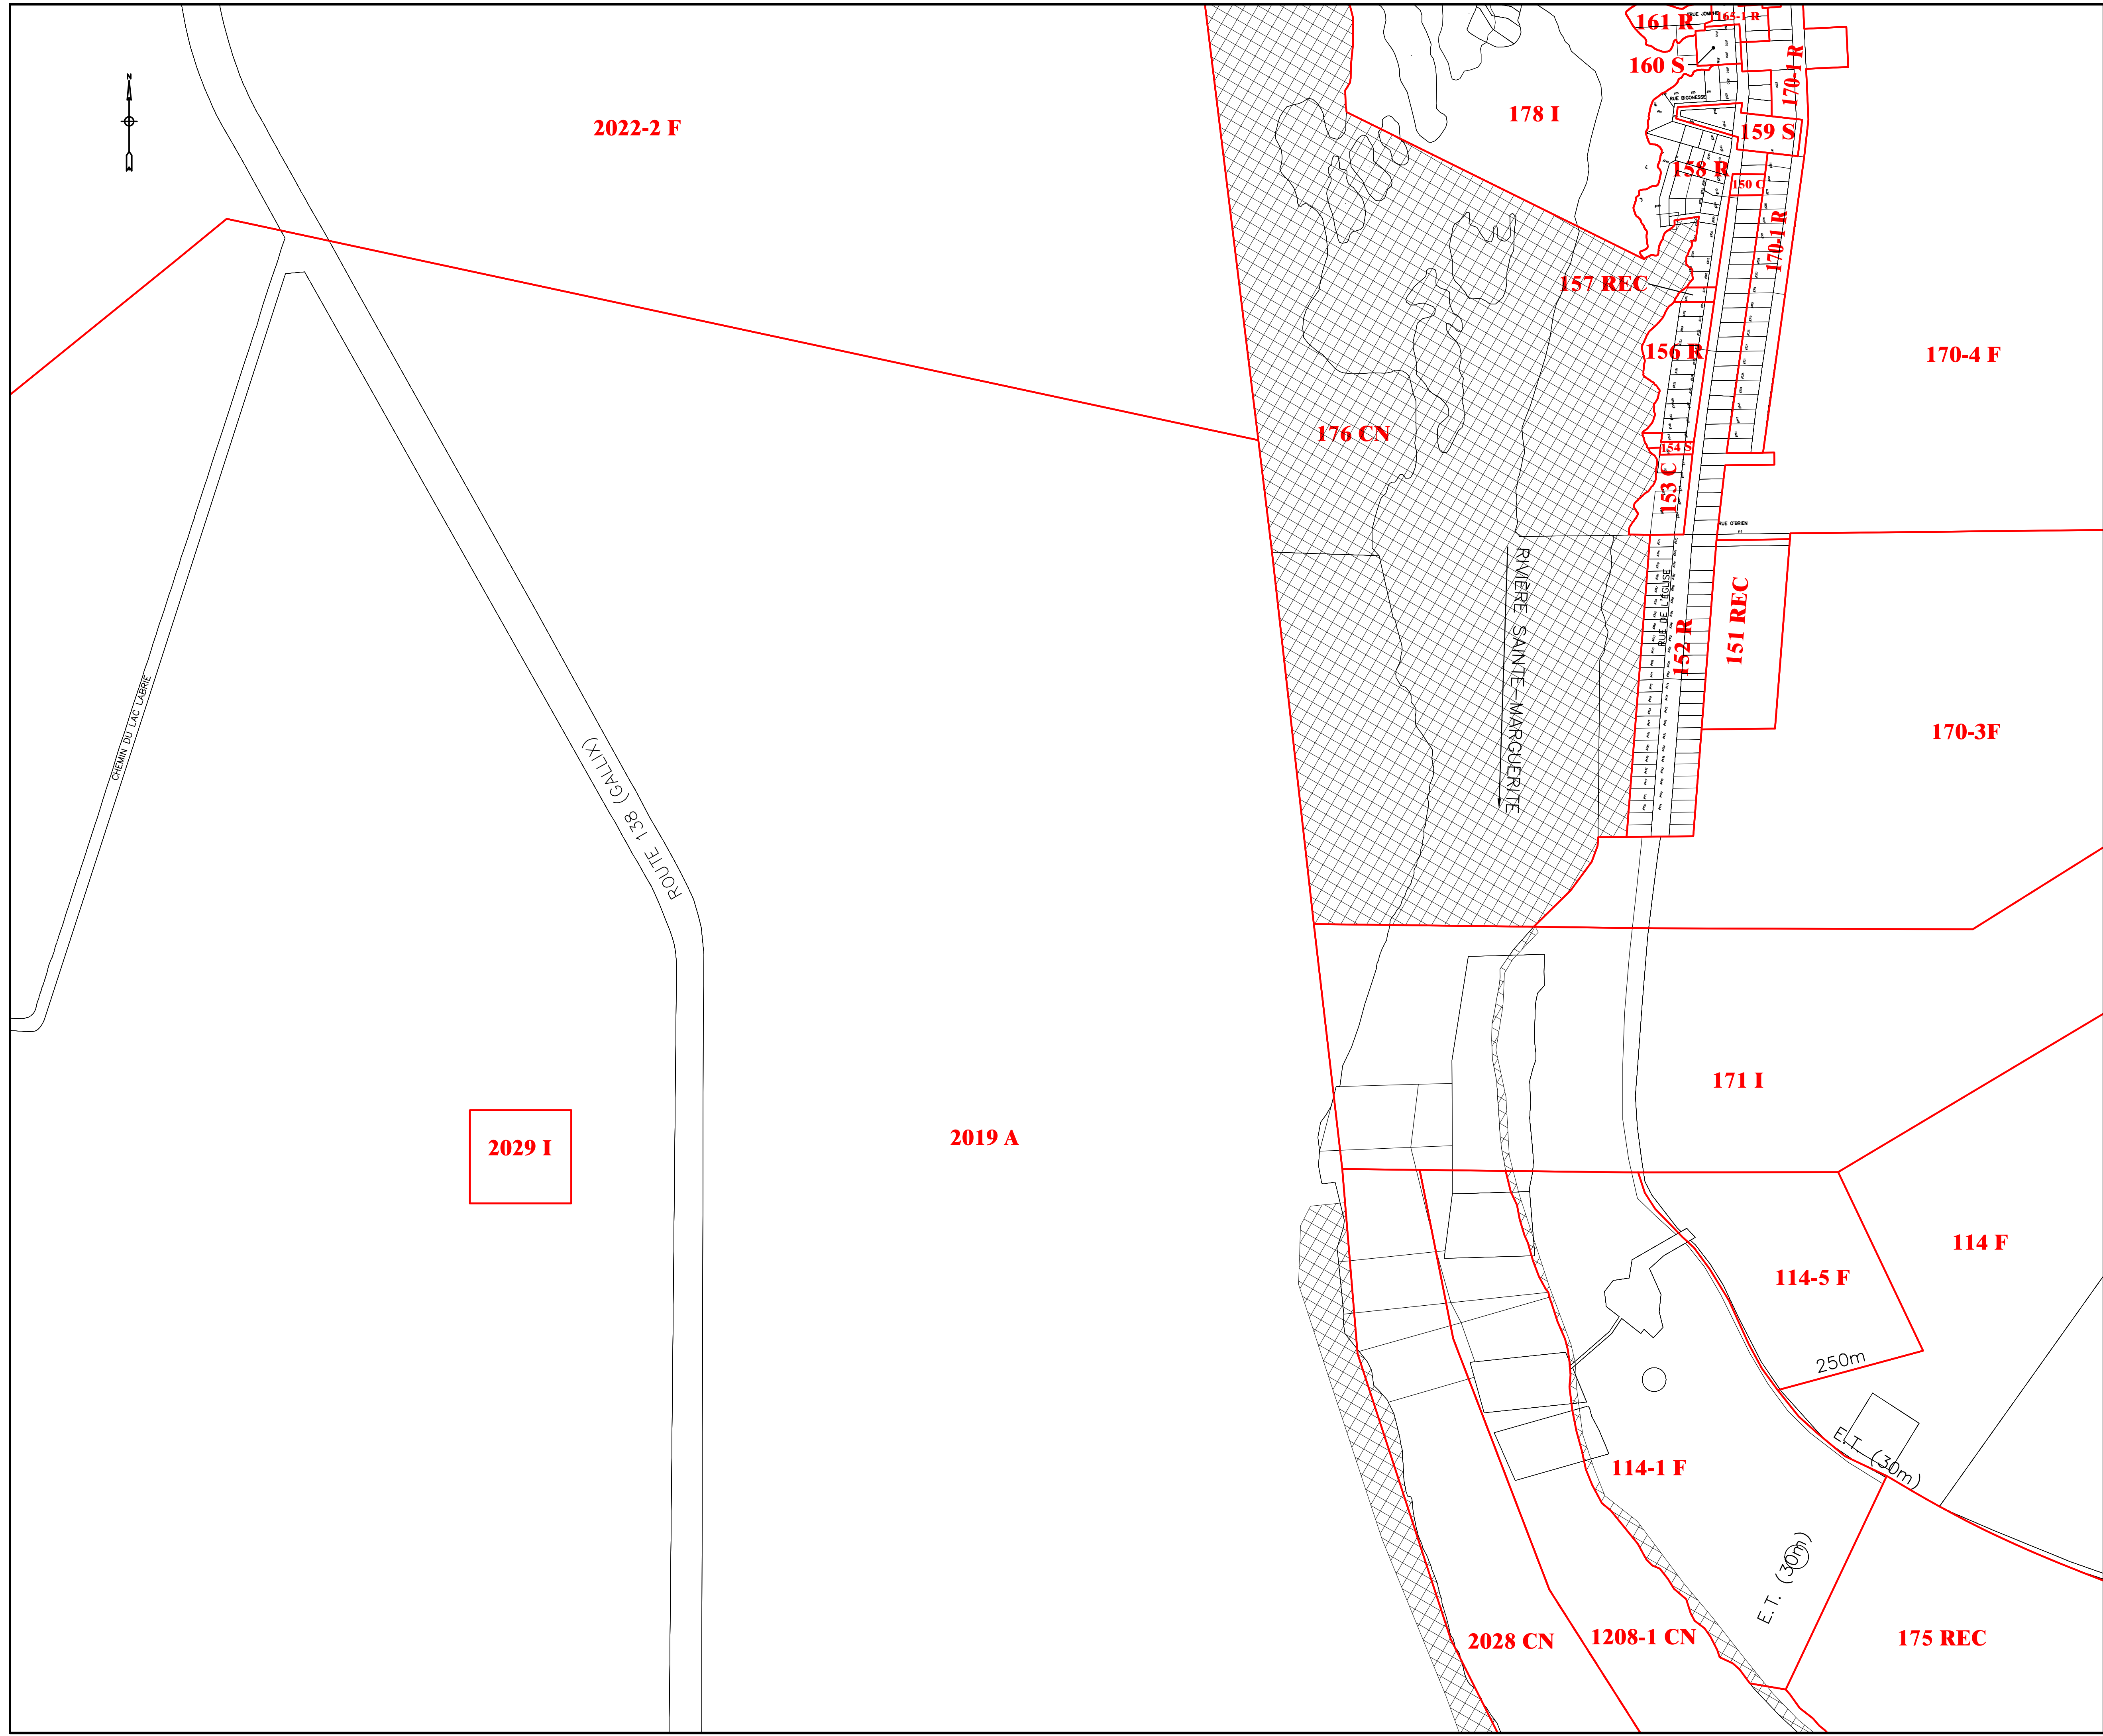 161 R
RUE JOMPHE
165-1 R
160 S
170-1 R
N
2022-2 F
178 I
RUE BIGONESSE
159 S
158 R
150 C
170-1 R
157 REC
156 R
170-4 F
176 CN
154 S
153 C
RUE O'BRIEN
RIVIÈRE SAINTE-MARGUERITE
RUE DE L'ÉGLISE
152 R
151 REC
170-3F
CHEMIN DU LAC LABRIE
ROUTE 138 (GALLIX)
171 I
2029 I
2019 A
114 F
114-5 F
250m
E.T. (30m)
114-1 F
E.T. (30m)
2028 CN
1208-1 CN
175 REC